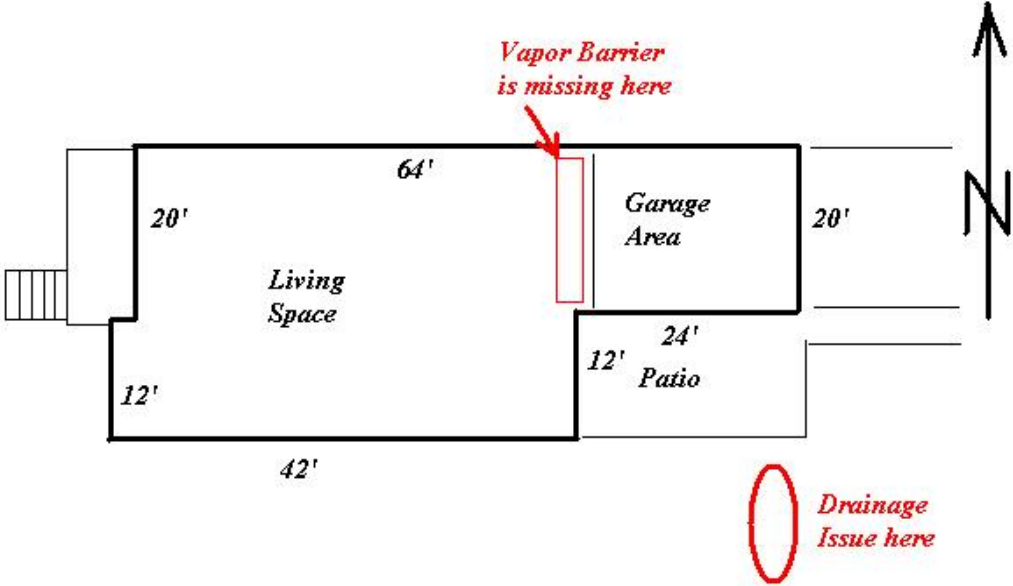 Vapor Barrier
is missing here
64'
20'
Garage
Area
20'
Living
Space
24'
12'
Patio
12'
42'
Drainage
Issue here
N